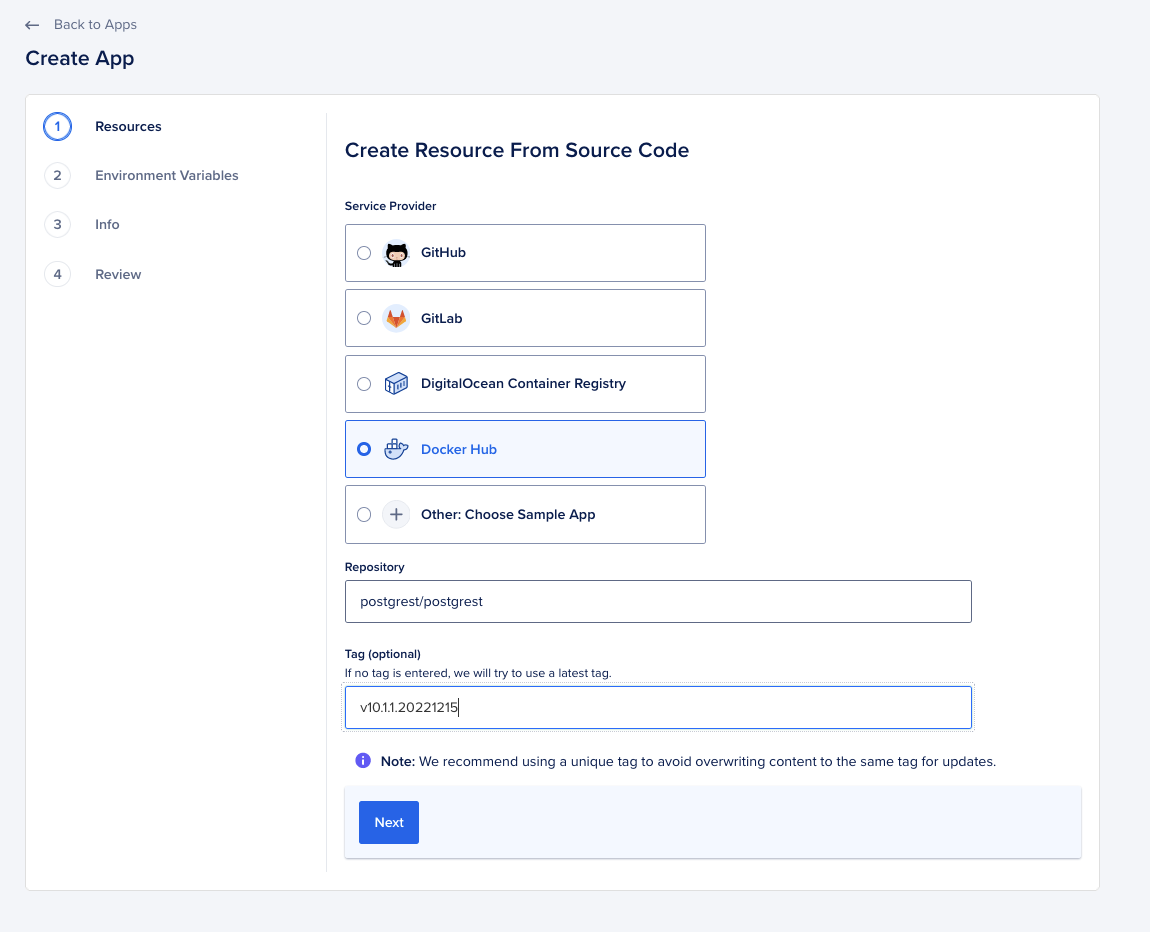 Back to Apps
Create App
1 Resources
2 Environment Variables
3 Info
4 Review
Create Resource From Source Code
Service Provider
GitHub
GitLab
DigitalOcean Container Registry
Docker Hub
Other: Choose Sample App
Repository
postgrest/postgrest
Tag (optional)
If no tag is entered, we will try to use a latest tag.
v10.1.1.20221215
Note: We recommend using a unique tag to avoid overwriting content to the same tag for updates.
Next